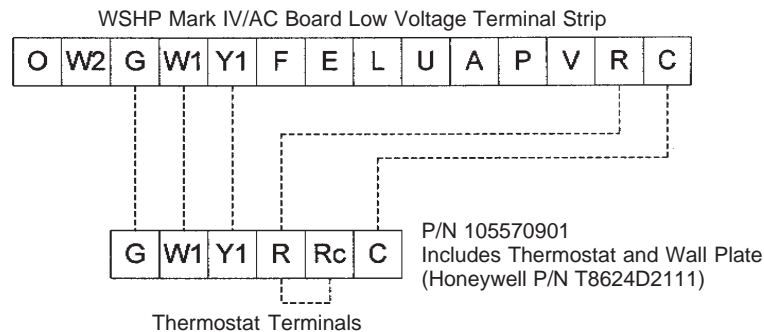 WSHP Mark IV/AC Board Low Voltage Terminal Strip
O W2 G W1 Y1 F E L U A P V R C
G W1 Y1 R Rc C
P/N 105570901
Includes Thermostat and Wall Plate
(Honeywell P/N T8624D2111)
Thermostat Terminals